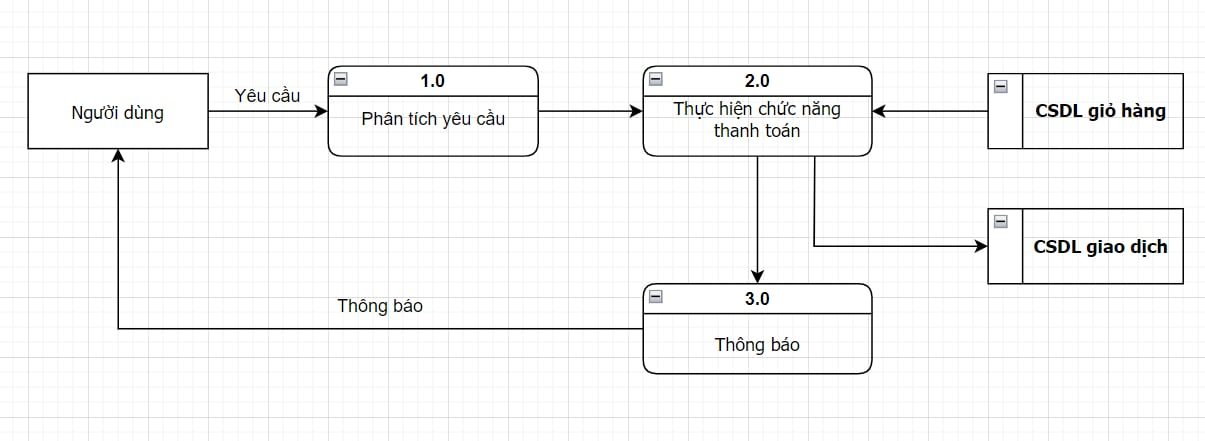 1.0
2.0
Người dùng
Yêu cầu
Phân tích yêu cầu
Thực hiện chức năng
thanh toán
CSDL giỏ hàng
CSDL giao dịch
3.0
Thông báo
Thông báo